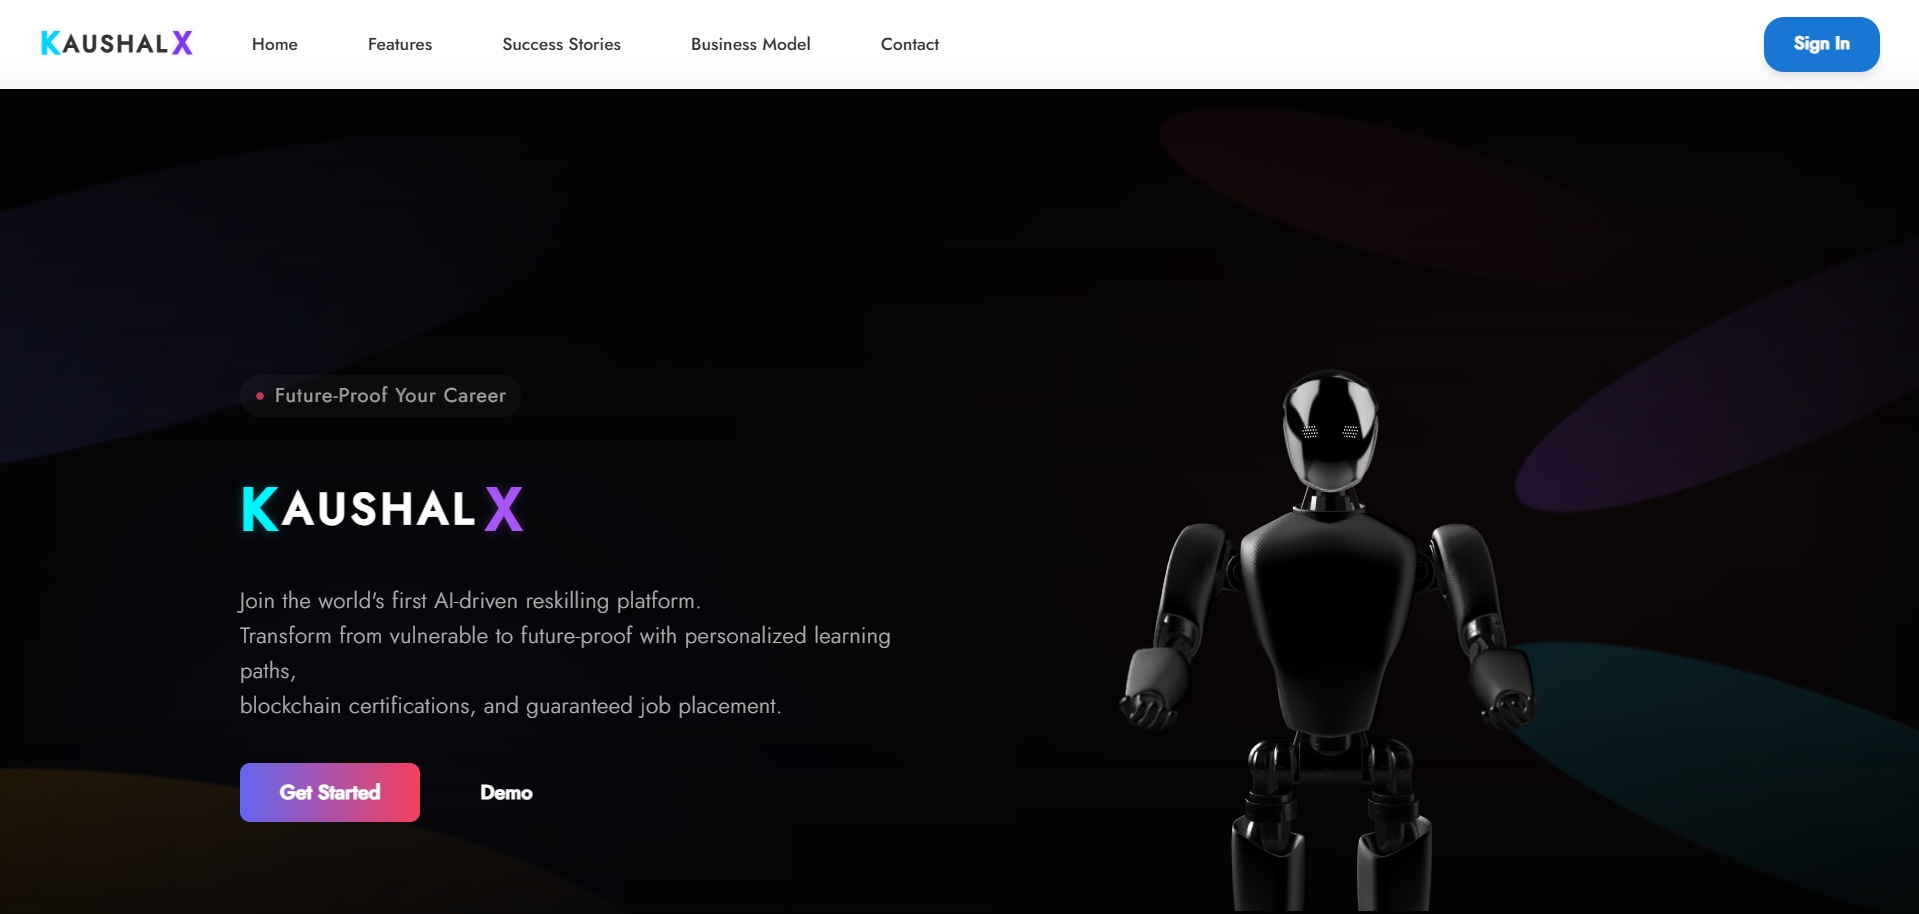 KAUSHALX
Home
Features
Success Stories
Business Model
Contact
Sign In
Future-Proof Your Career
KAUSHALX
Join the world's first AI-driven reskilling platform.
Transform from vulnerable to future-proof with personalized learning
paths,
blockchain certifications, and guaranteed job placement.
Get Started
Demo